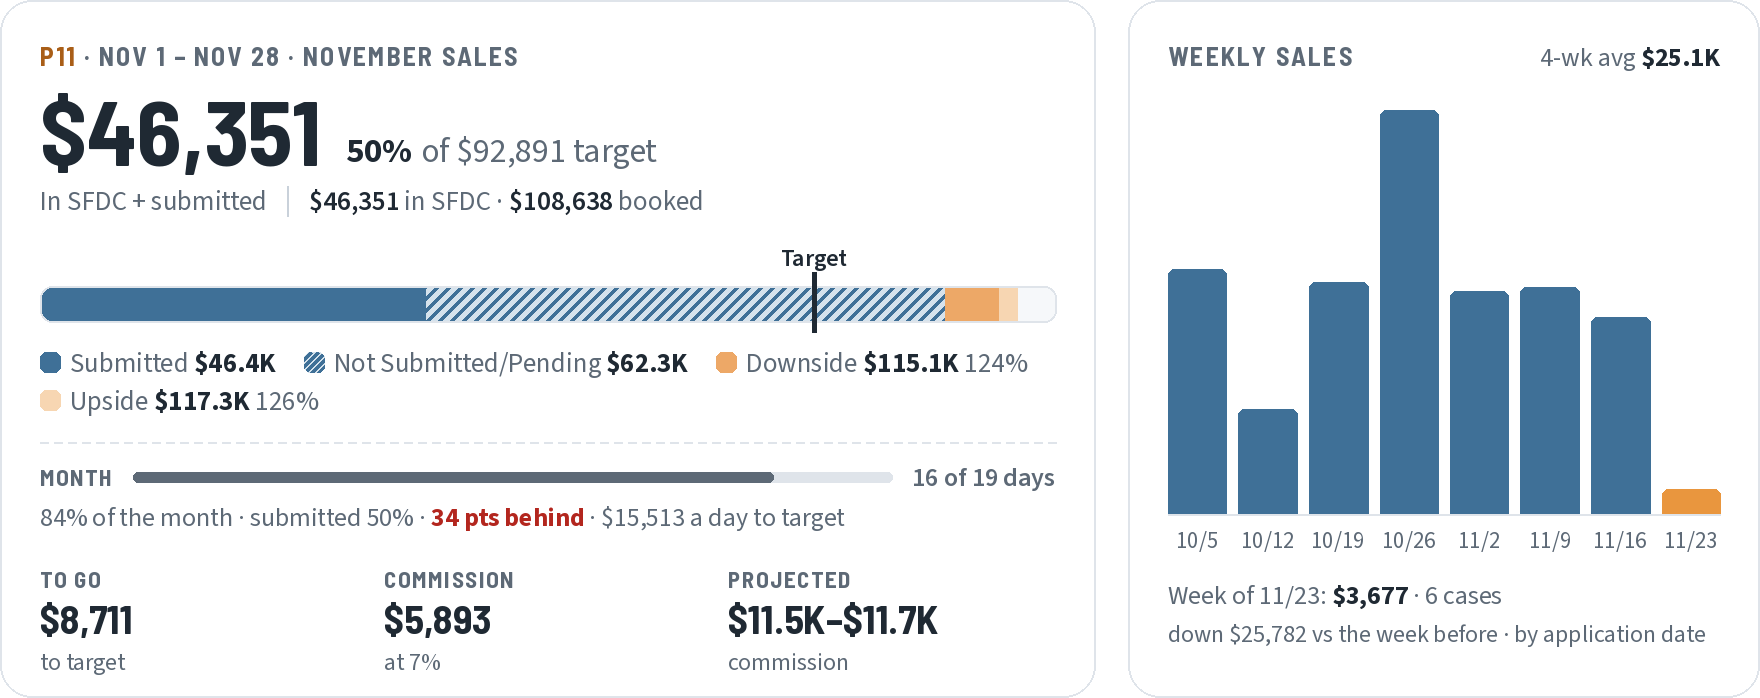 P11 · NOV 1 – NOV 28 · NOVEMBER SALES
$46,351 50% of $92,891 target
In SFDC + submitted $46,351 in SFDC · $108,638 booked
Target
Submitted $46.4K Not Submitted/Pending $62.3K Downside $115.1K 124%
Upside $117.3K 126%
MONTH 16 of 19 days
84% of the month · submitted 50% · 34 pts behind · $15,513 a day to target
TO GO COMMISSION PROJECTED
$8,711 $5,893 $11.5K–$11.7K
to target at 7% commission
WEEKLY SALES 4-wk avg $25.1K
10/5 10/12 10/19 10/26 11/2 11/9 11/16 11/23
Week of 11/23: $3,677 · 6 cases
down $25,782 vs the week before · by application date